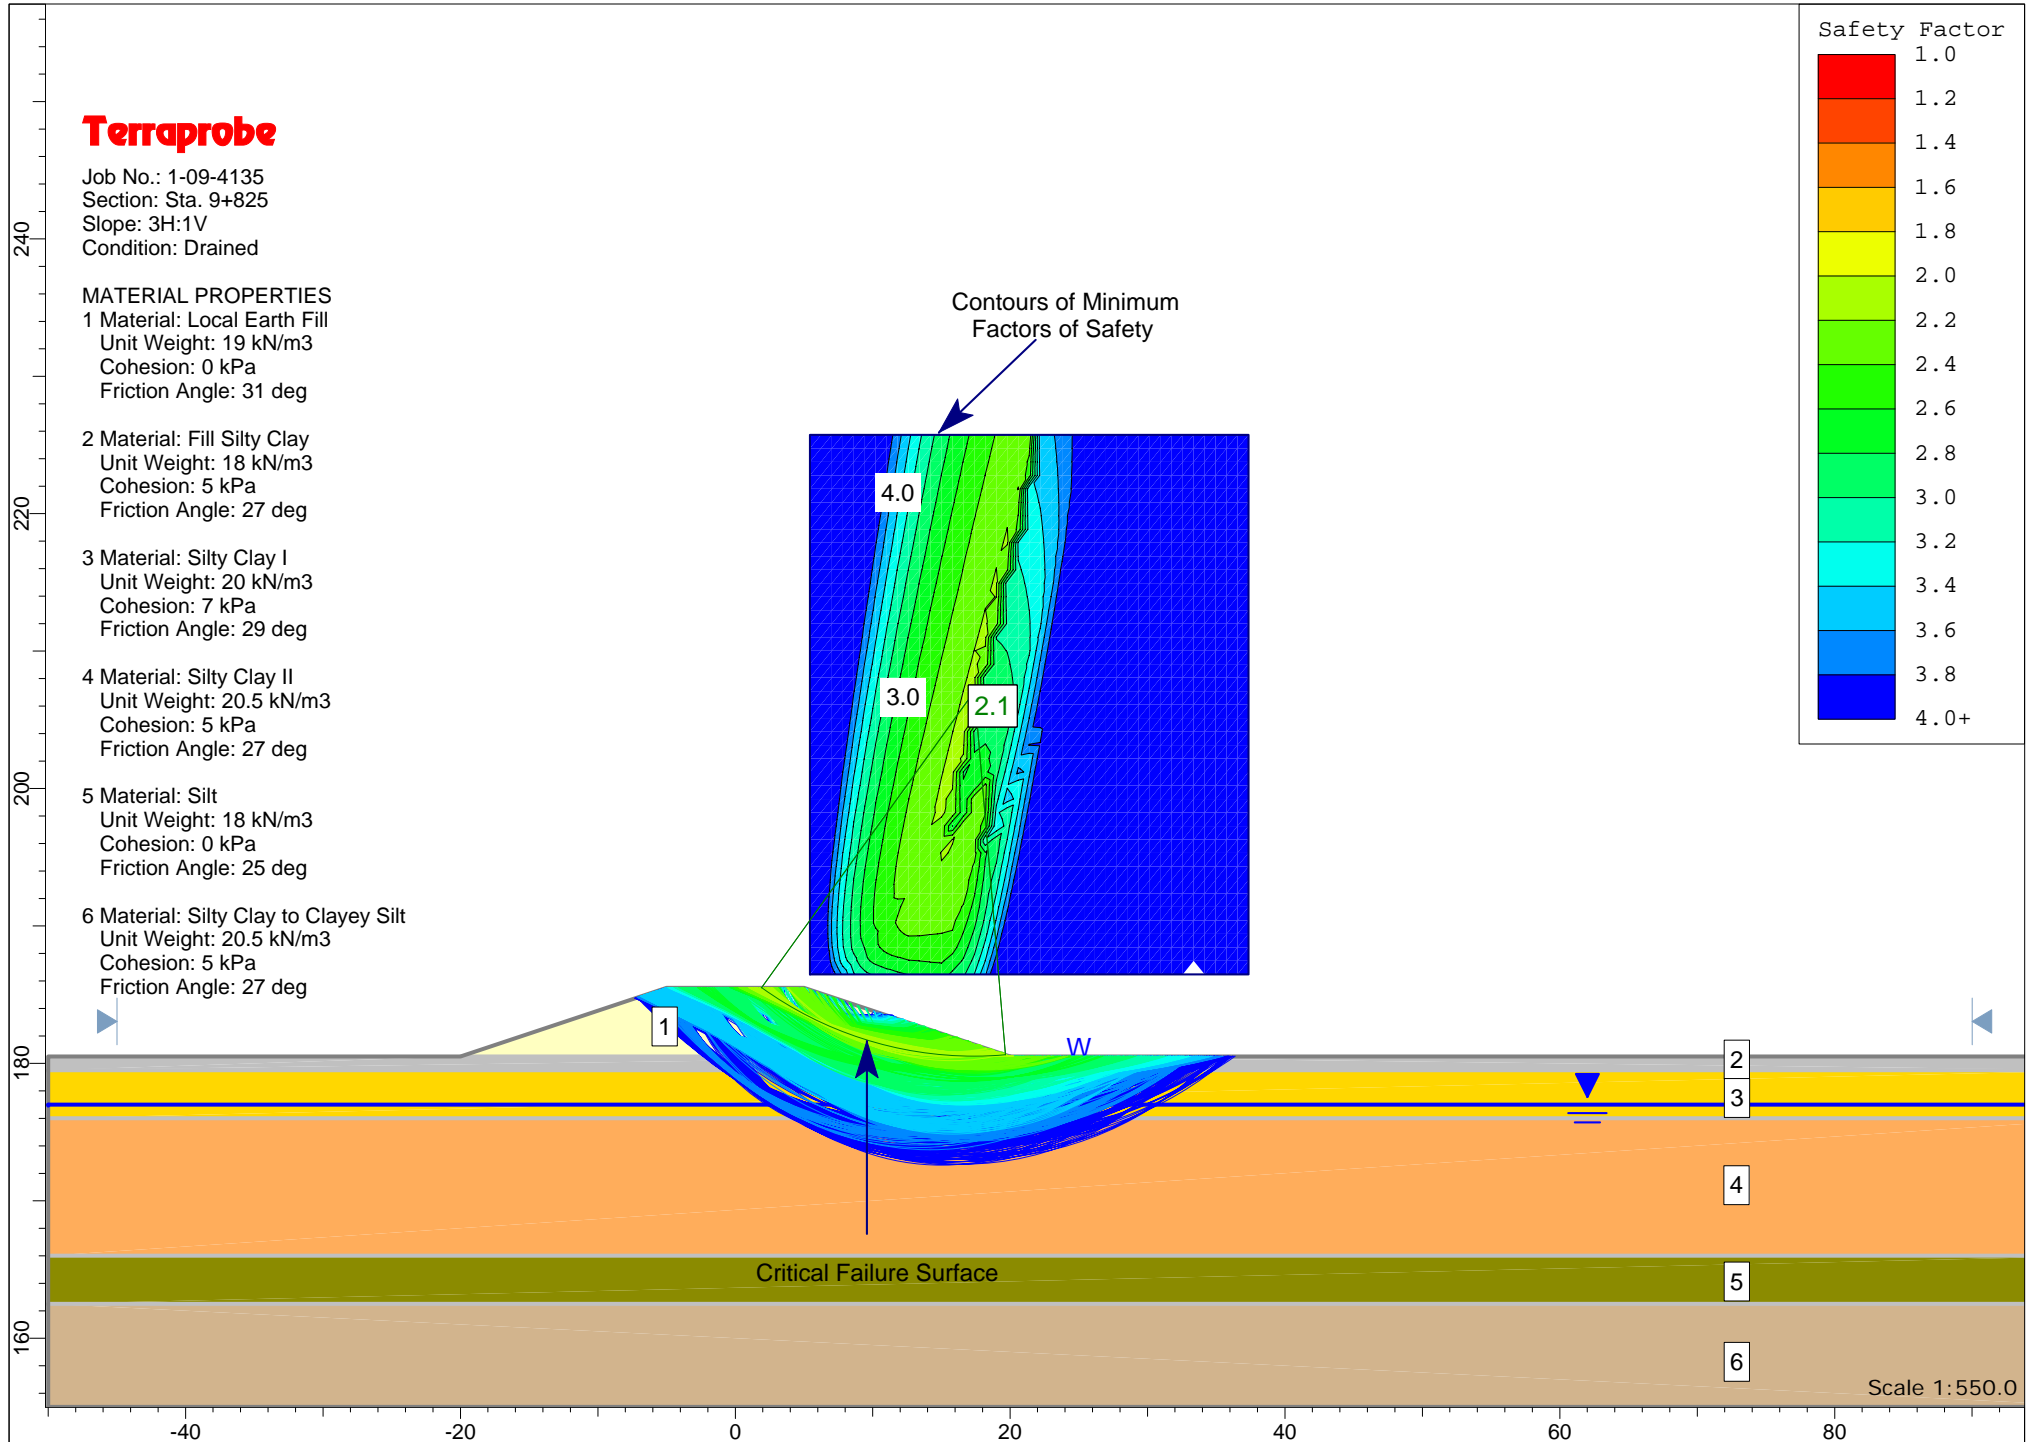 Terraprobe
Job No.: 1-09-4135
Section: Sta. 9+825
Slope: 3H:1V
Condition: Drained
MATERIAL PROPERTIES
1 Material: Local Earth Fill
Unit Weight: 19 kN/m3
Cohesion: 0 kPa
Friction Angle: 31 deg
2 Material: Fill Silty Clay
Unit Weight: 18 kN/m3
Cohesion: 5 kPa
Friction Angle: 27 deg
3 Material: Silty Clay I
Unit Weight: 20 kN/m3
Cohesion: 7 kPa
Friction Angle: 29 deg
4 Material: Silty Clay II
Unit Weight: 20.5 kN/m3
Cohesion: 5 kPa
Friction Angle: 27 deg
5 Material: Silt
Unit Weight: 18 kN/m3
Cohesion: 0 kPa
Friction Angle: 25 deg
6 Material: Silty Clay to Clayey Silt
Unit Weight: 20.5 kN/m3
Cohesion: 5 kPa
Friction Angle: 27 deg
Contours of Minimum
Factors of Safety
4.0
3.0
2.1
Safety Factor
1.0
1.2
1.4
1.6
1.8
2.0
2.2
2.4
2.6
2.8
3.0
3.2
3.4
3.6
3.8
4.0+
1
W
2
3
4
5
6
Critical Failure Surface
Scale 1:550.0
240
220
200
180
160
-40
-20
0
20
40
60
80